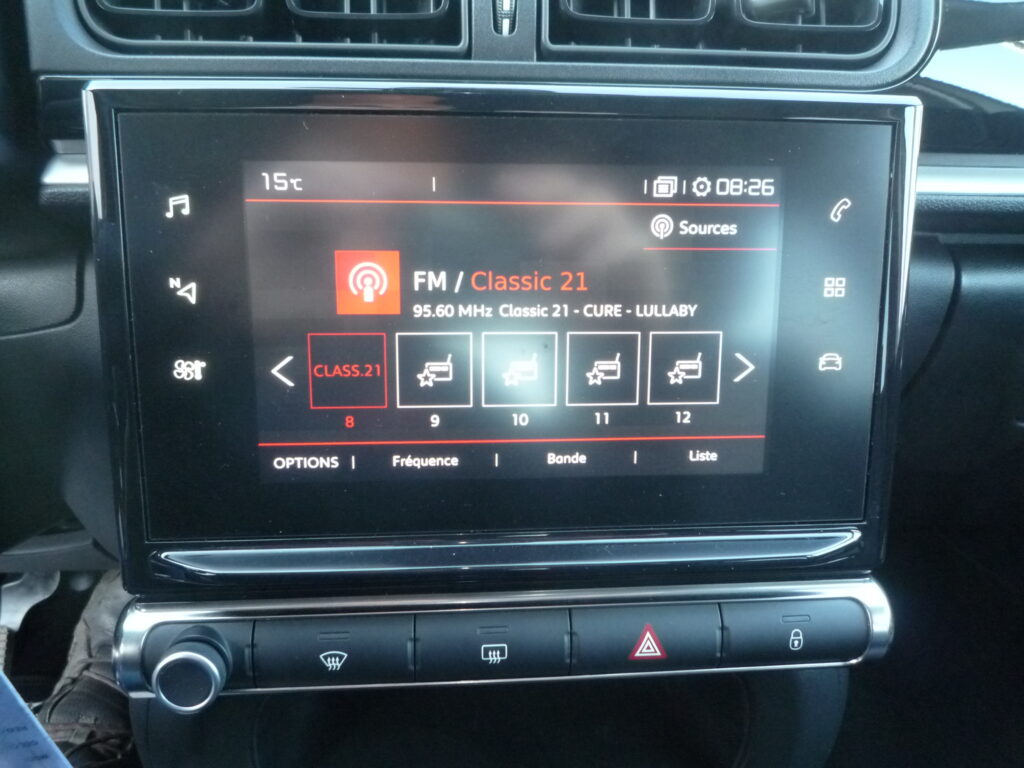 15℃
08:26
Sources
FM / Classic 21
95.60 MHz Classic 21 - CURE - LULLABY
N
CLASS.21
8 9 10 11 12
OPTIONS | Fréquence | Bande | Liste